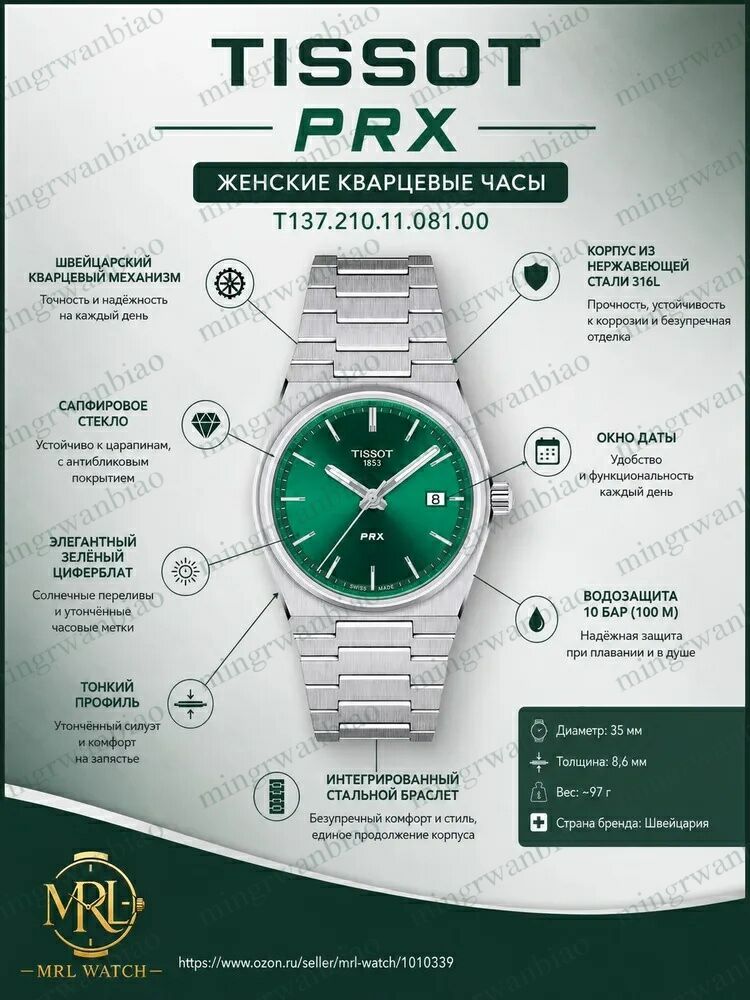 TISSOT
PRX
ЖЕНСКИЕ КВАРЦЕВЫЕ ЧАСЫ
T137.210.11.081.00
ШВЕЙЦАРСКИЙ
КВАРЦЕВЫЙ МЕХАНИЗМ
Точность и надёжность
на каждый день
КОРПУС ИЗ
НЕРЖАВЕЮЩЕЙ
СТАЛИ 316L
Прочность, устойчивость
к коррозии и безупречная
отделка
САПФИРОВОЕ
СТЕКЛО
Устойчиво к царапинам,
с антибликовым
покрытием
ОКНО ДАТЫ
Удобство
и функциональность
каждый день
TISSOT
1853
8
PRX
SWISS MADE
ЭЛЕГАНТНЫЙ
ЗЕЛЁНЫЙ
ЦИФЕРБЛАТ
Солнечные переливы
и утончённые
часовые метки
ВОДОЗАЩИТА
10 БАР (100 М)
Надёжная защита
при плавании и в душе
ТОНКИЙ
ПРОФИЛЬ
Утончённый силуэт
и комфорт
на запястье
ИНТЕГРИРОВАННЫЙ
СТАЛЬНОЙ БРАСЛЕТ
Безупречный комфорт и стиль,
единое продолжение корпуса
Диаметр: 35 мм
Толщина: 8,6 мм
Вес: ~97 г
Страна бренда: Швейцария
MRL
MRL WATCH
https://www.ozon.ru/seller/mrl-watch/1010339
mingrwanbiao